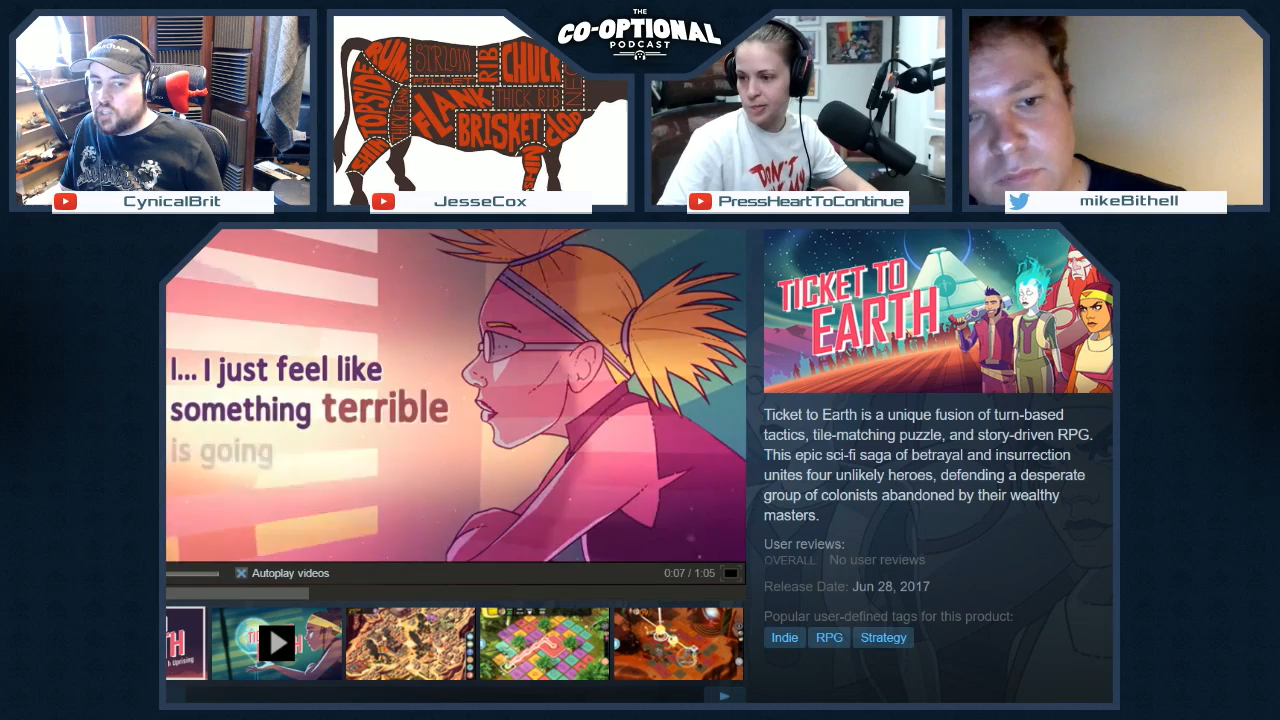 THE
CO-OPTIONAL
PODCAST
RUMP
STRLOIN
RIB
CHUCK
FILLET
TOPSIDE
FLANK
THICK RIB
BRISKET
CLOD
SHIN
DON'T
CynicalBrit
JesseCox
PressHeartToContinue
mikeBithell
I... I just feel like
something terrible
is going
TICKET TO
EARTH
Ticket to Earth is a unique fusion of turn-based
tactics, tile-matching puzzle, and story-driven RPG.
This epic sci-fi saga of betrayal and insurrection
unites four unlikely heroes, defending a desperate
group of colonists abandoned by their wealthy
masters.
User reviews:
OVERALL: No user reviews
Release Date: Jun 28, 2017
Popular user-defined tags for this product:
Indie RPG Strategy
Autoplay videos
0:07 / 1:05